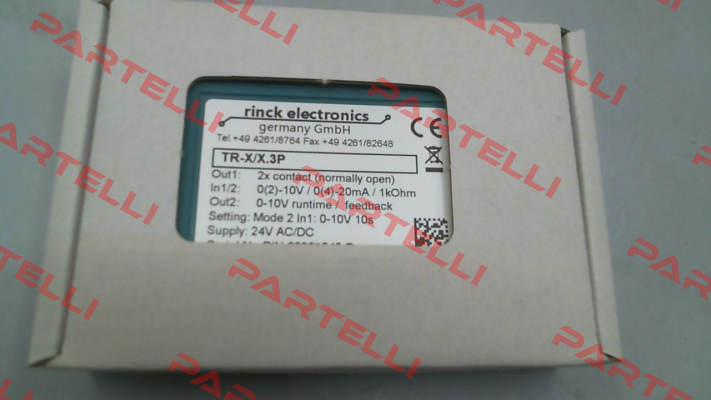 rinck electronics
germany GmbH
Tel.+49 4261/8764 Fax +49 4261/82648
TR-X/X.3P
Out1: 2x contact (normally open)
In1/2: 0(2)-10V / 0(4)-20mA / 1kOhm
Out2: 0-10V runtime / feedback
Setting: Mode 2 In1: 0-10V 10s
Supply: 24V AC/DC
PARTELLI
PARTELLI
PARTELLI
PARTELLI
PARTELLI
PARTELLI
PARTELLI
PARTELLI
PARTELLI